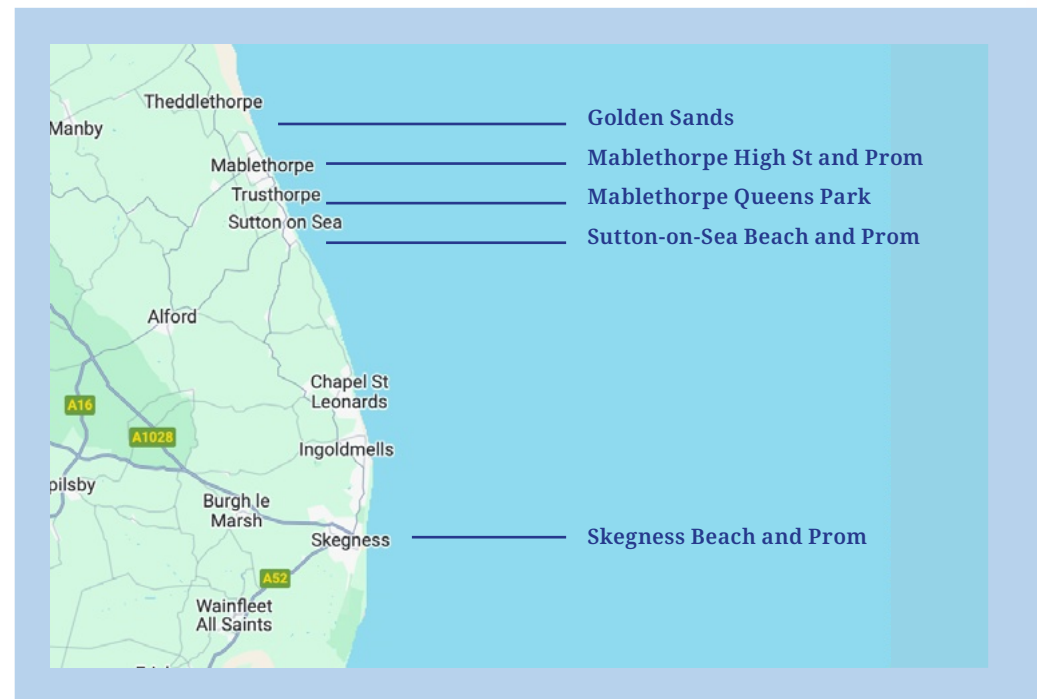 Theddlethorpe
Golden Sands
Manby
Mablethorpe
Mablethorpe High St and Prom
Trusthorpe
Mablethorpe Queens Park
Sutton on Sea
Sutton-on-Sea Beach and Prom
Alford
Chapel St
Leonards
A16
A1028
Ingoldmells
pilsby
Burgh le
Marsh
Skegness
Skegness Beach and Prom
A52
Wainfleet
All Saints